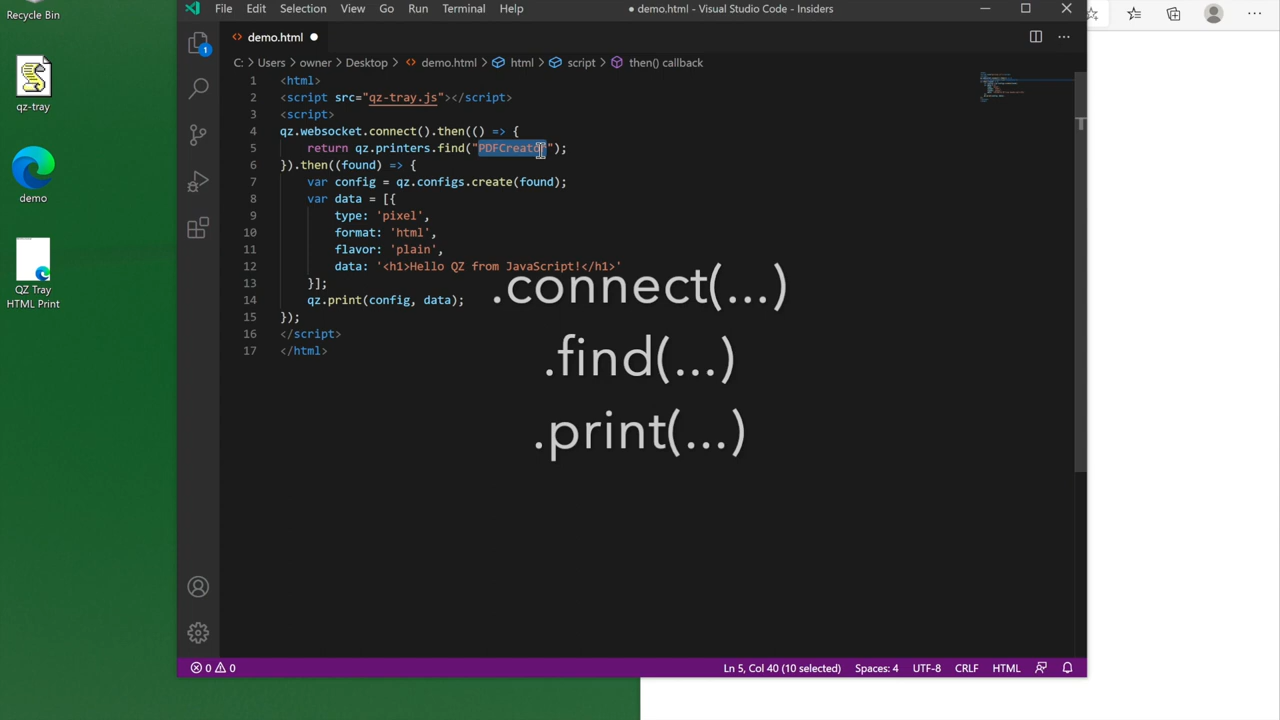 Recycle Bin
qz-tray
demo
QZ Tray
HTML Print
File Edit Selection View Go Run Terminal Help
● demo.html - Visual Studio Code - Insiders
demo.html ●
C: > Users > owner > Desktop > demo.html > html > script > then() callback
1 <html>
2 <script src="qz-tray.js"></script>
3 <script>
4 qz.websocket.connect().then(() => {
5     return qz.printers.find("PDFCreator");
6 }).then((found) => {
7     var config = qz.configs.create(found);
8     var data = [{
9         type: 'pixel',
10         format: 'html',
11         flavor: 'plain',
12         data: '<h1>Hello QZ from JavaScript!</h1>'
13     }];
14     qz.print(config, data);
15 });
16 </script>
17 </html>
.connect(...)
.find(...)
.print(...)
1
0 0
Ln 5, Col 40 (10 selected) Spaces: 4 UTF-8 CRLF HTML